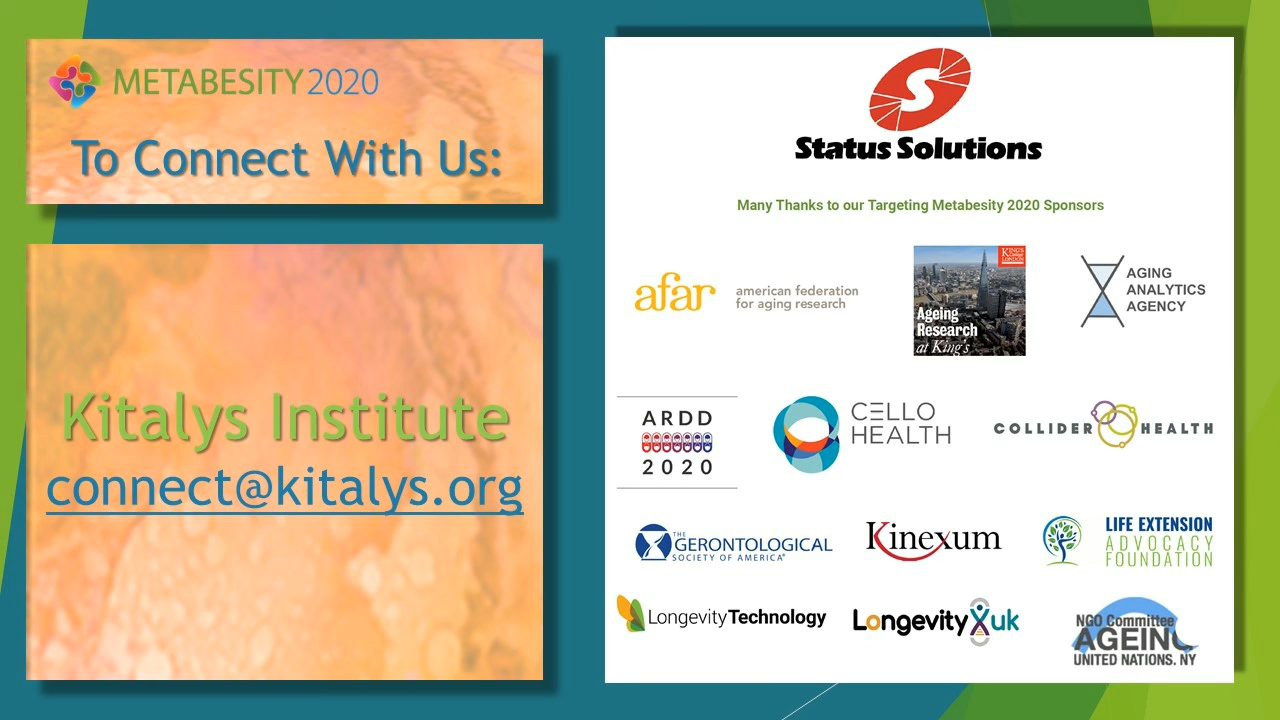 METABESITY 2020
To Connect With Us:
Kitalys Institute
connect@kitalys.org
Status Solutions
Many Thanks to our Targeting Metabesity 2020 Sponsors
afar american federation
for aging research
KING'S
College
LONDON
Ageing
Research
at King's
AGING
ANALYTICS
AGENCY
ARDD
2020
CELLO
HEALTH
COLLIDER HEALTH
THE
GERONTOLOGICAL
SOCIETY OF AMERICA®
Kinexum
LIFE EXTENSION
ADVOCACY
FOUNDATION
LongevityTechnology
Longevity uk
NGO Committee
AGEING
UNITED NATIONS. NY